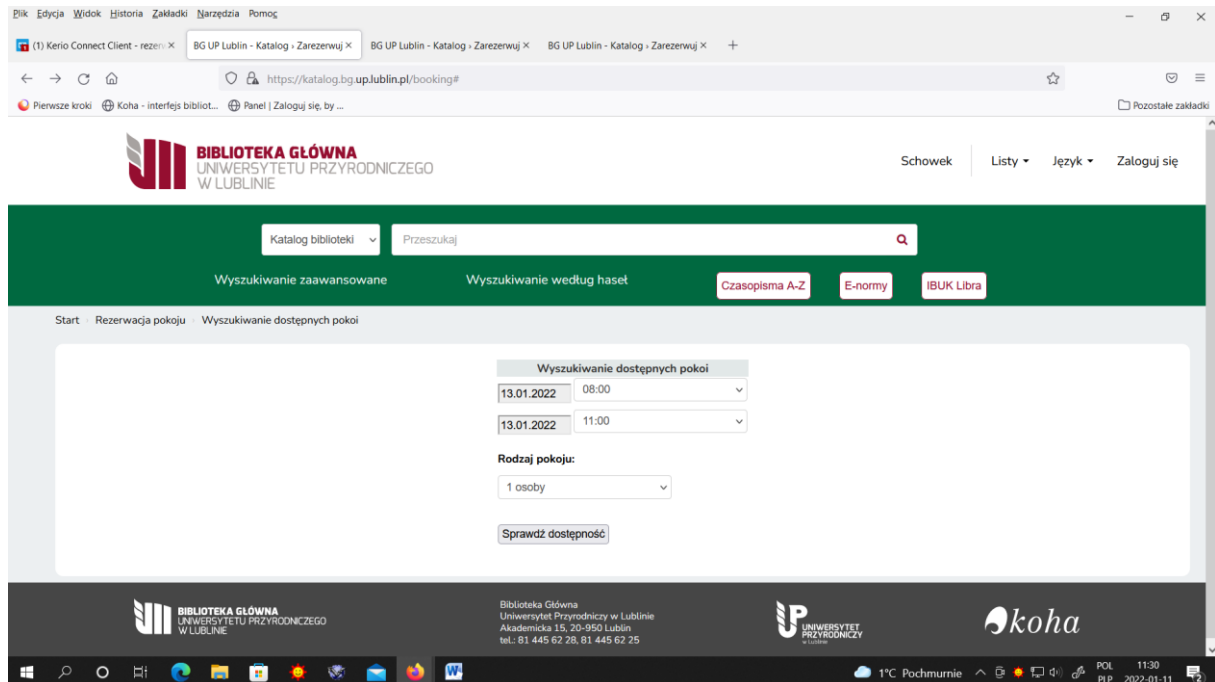 Plik Edycja Widok Historia Zakładki Narzędzia Pomoc
(1) Kerio Connect Client - rezerw BG UP Lublin - Katalog › Zarezerwuj BG UP Lublin - Katalog › Zarezerwuj BG UP Lublin - Katalog › Zarezerwuj
https://katalog.bg.up.lublin.pl/booking#
Pierwsze kroki Koha - interfejs bibliot... Panel | Zaloguj się, by ... Pozostałe zakładki
BIBLIOTEKA GŁÓWNA
UNIWERSYTETU PRZYRODNICZEGO
W LUBLINIE
Schowek Listy Język Zaloguj się
Katalog biblioteki Przeszukaj
Wyszukiwanie zaawansowane Wyszukiwanie według haseł Czasopisma A-Z E-normy IBUK Libra
Start Rezerwacja pokoju Wyszukiwanie dostępnych pokoi
Wyszukiwanie dostępnych pokoi
13.01.2022 08:00
13.01.2022 11:00
Rodzaj pokoju:
1 osoby
Sprawdź dostępność
BIBLIOTEKA GŁÓWNA
UNIWERSYTETU PRZYRODNICZEGO
W LUBLINIE
Biblioteka Główna
Uniwersytet Przyrodniczy w Lublinie
Akademicka 15, 20-950 Lublin
tel.: 81 445 62 28, 81 445 62 25
UP
UNIWERSYTET
PRZYRODNICZY
w Lublinie
koha
1°C Pochmurnie POL 11:30
PLP 2022-01-11